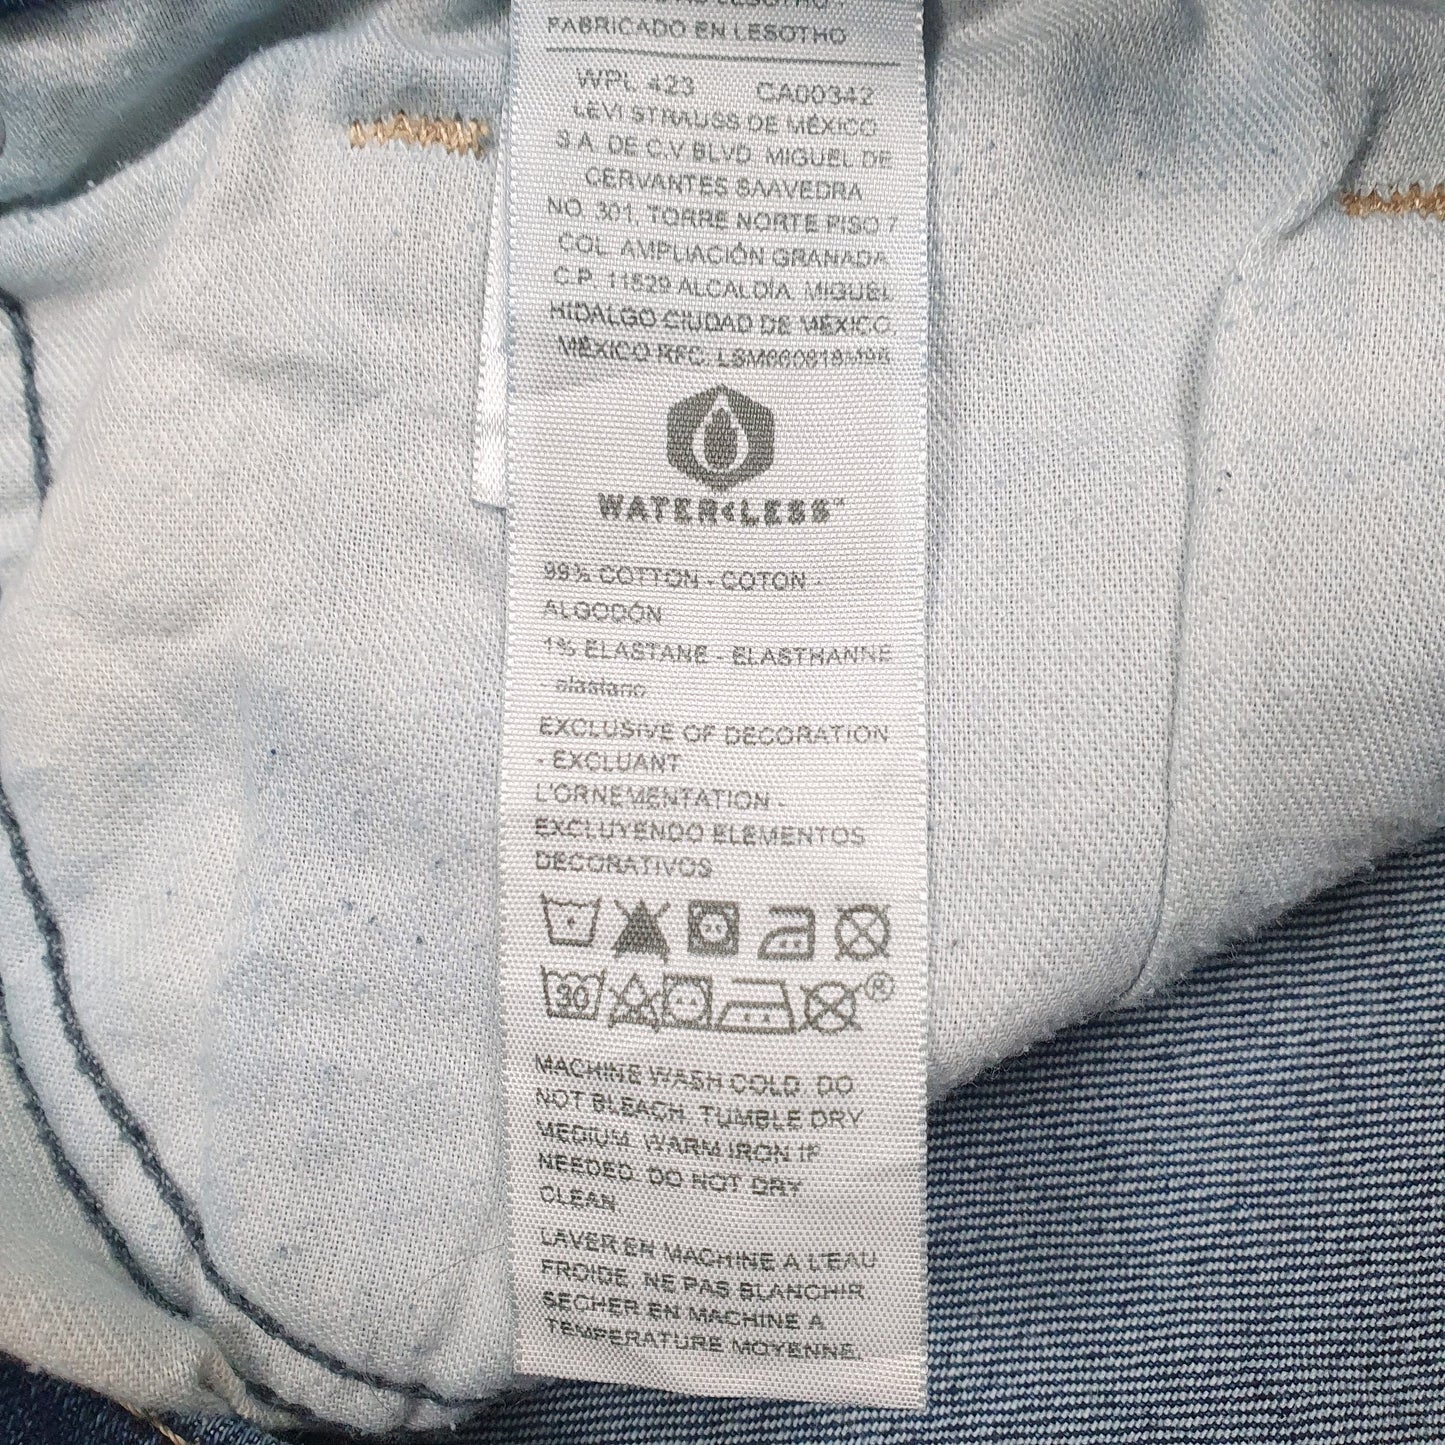 FABRICADO EN LESOTHO
WPL 423 CA00342
LEVI STRAUSS DE MÉXICO
S.A. DE C.V BLVD. MIGUEL DE
CERVANTES SAAVEDRA
NO. 301, TORRE NORTE PISO 7
COL. AMPLIACIÓN GRANADA
C.P. 11529 ALCALDÍA. MIGUEL
HIDALGO CIUDAD DE MÉXICO,
MÉXICO RFC.
WATER<LESS™
99% COTTON - COTON -
ALGODÓN
1% ELASTANE - ELASTHANNE
- elastano
EXCLUSIVE OF DECORATION
- EXCLUANT
L'ORNEMENTATION -
EXCLUYENDO ELEMENTOS
DECORATIVOS
30 ®
MACHINE WASH COLD. DO
NOT BLEACH. TUMBLE DRY
MEDIUM. WARM IRON IF
NEEDED. DO NOT DRY
CLEAN.
LAVER EN MACHINE A L'EAU
FROIDE. NE PAS BLANCHIR.
SECHER EN MACHINE A
TEMPERATURE MOYENNE.